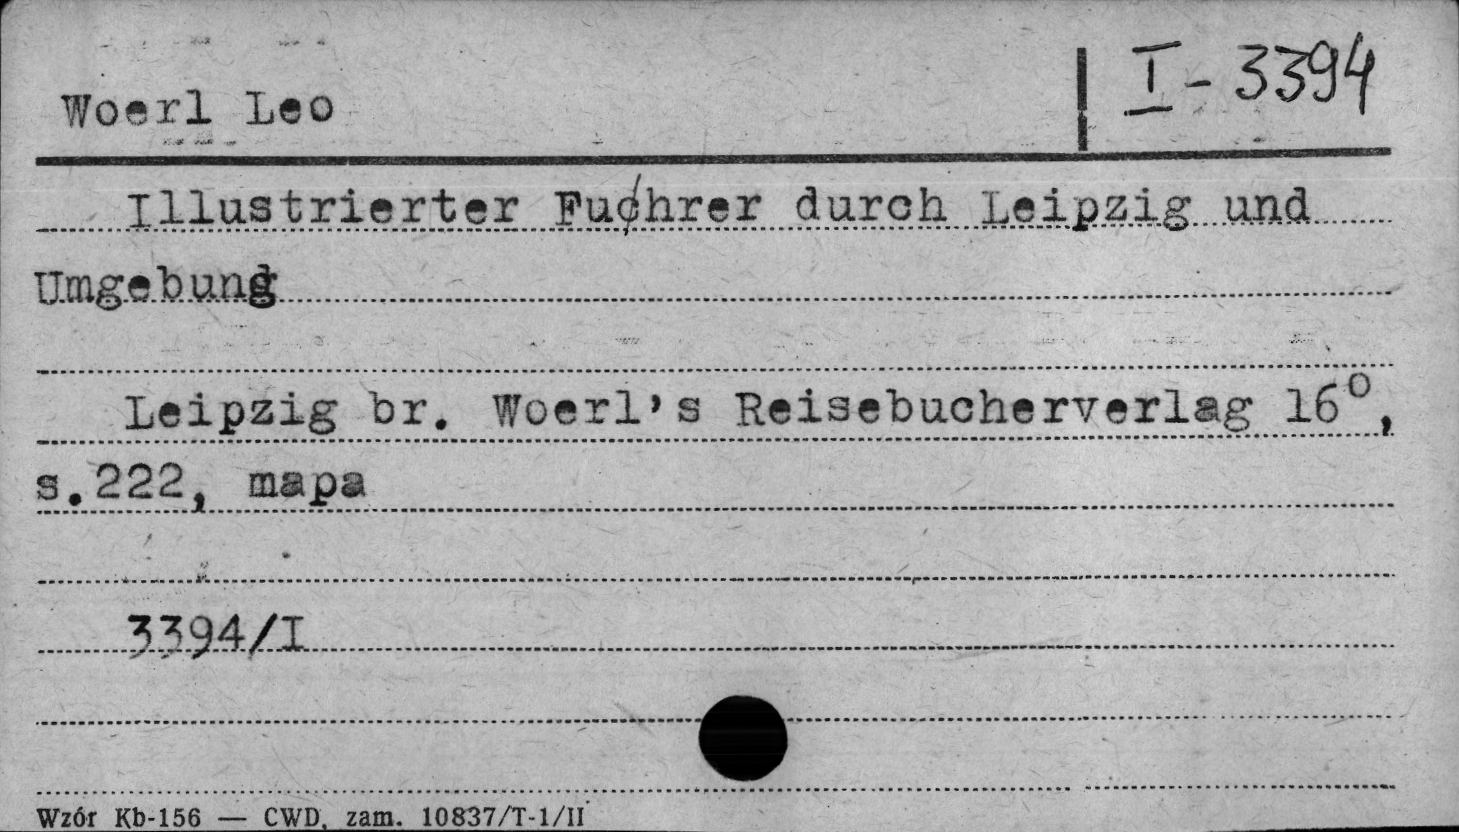 Woerl Leo
I-3394
Illustrierter Fuchrer durch Leipzig und
Umgebung
Leipzig br. Woerl's Reisebucherverlag 16°,
s.222, mapa
3394/I
Wzór Kb-156 — CWD, zam. 10837/T-1/II